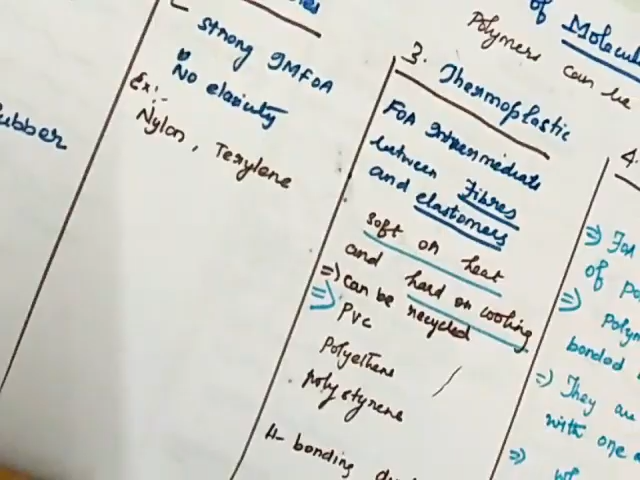 of Molecul
Polymers can be
Strong IMFOA
No elasicity
Ex:-
Nylon, Terylene
ubber
3. Thermoplastic
FOA Intermediate
between Fibres
and elastomers
soft on heat
and hard on cooling
=> can be recycled
=> PVC
Polyethene
polystyrene
H-bonding
4.
=> FOA
of po
=> Polym
bonded
=> They are
with one a
=>